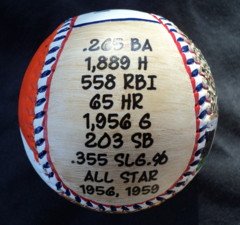 .265 BA
1,889 H
558 RBI
65 HR
1,956 G
203 SB
.355 SLG.%
ALL STAR
1956, 1959